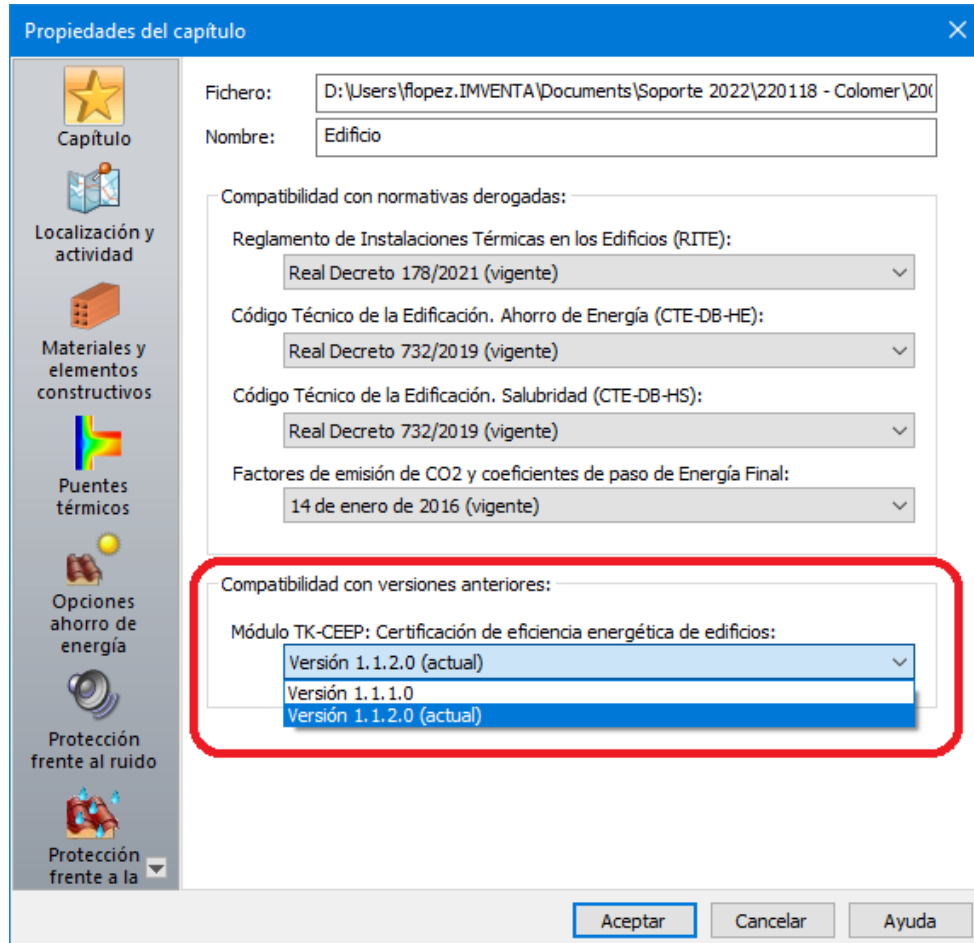 Propiedades del capítulo
Capítulo
Localización y
actividad
Materiales y
elementos
constructivos
Puentes
térmicos
Opciones
ahorro de
energía
Protección
frente al ruido
Protección
frente a la
Fichero:
D:\Users\flopez.IMVENTA\Documents\Soporte 2022\220118 - Colomer\20(
Nombre:
Edificio
Compatibilidad con normativas derogadas:
Reglamento de Instalaciones Térmicas en los Edificios (RITE):
Real Decreto 178/2021 (vigente)
Código Técnico de la Edificación. Ahorro de Energía (CTE-DB-HE):
Real Decreto 732/2019 (vigente)
Código Técnico de la Edificación. Salubridad (CTE-DB-HS):
Real Decreto 732/2019 (vigente)
Factores de emisión de CO2 y coeficientes de paso de Energía Final:
14 de enero de 2016 (vigente)
Compatibilidad con versiones anteriores:
Módulo TK-CEEP: Certificación de eficiencia energética de edificios:
Versión 1.1.2.0 (actual)
Versión 1.1.1.0
Versión 1.1.2.0 (actual)
Aceptar
Cancelar
Ayuda